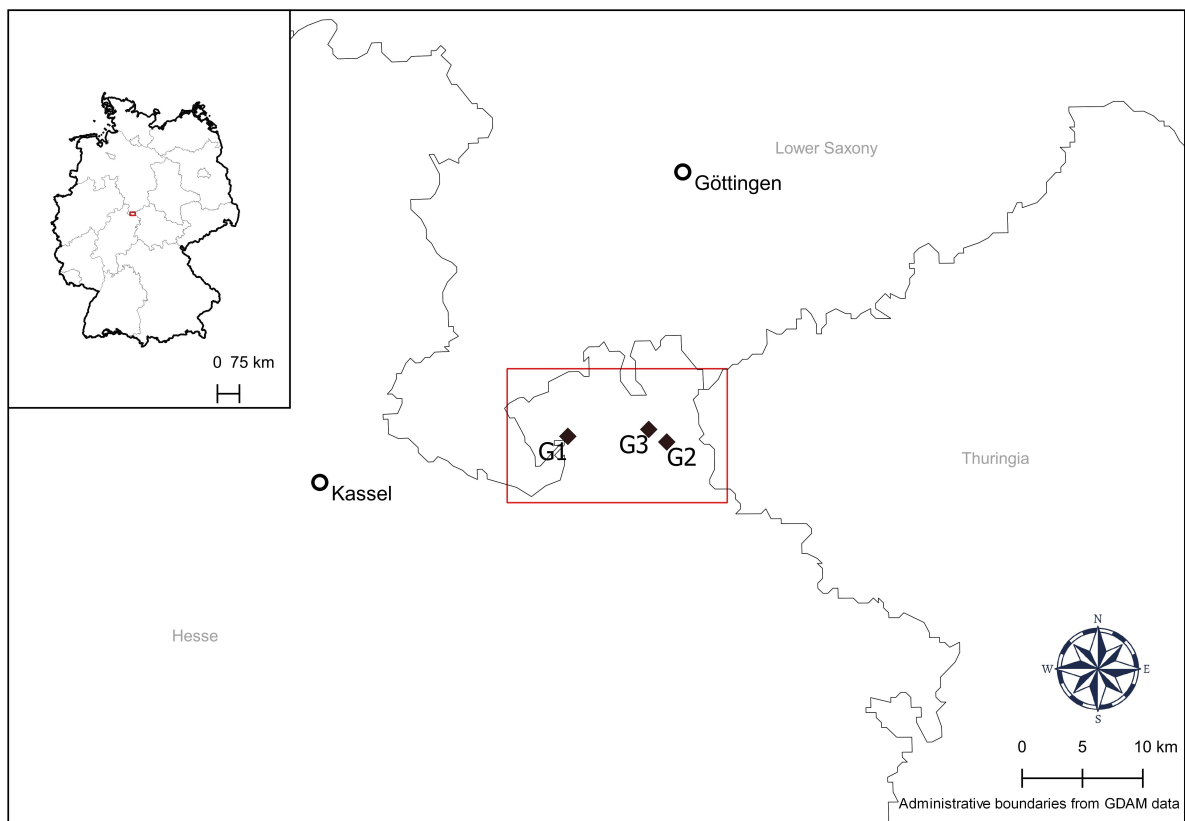 Lower Saxony
Göttingen
0 75 km
G1
G3
G2
Thuringia
Kassel
Hesse
N
W
E
S
0 5 10 km
Administrative boundaries from GDAM data